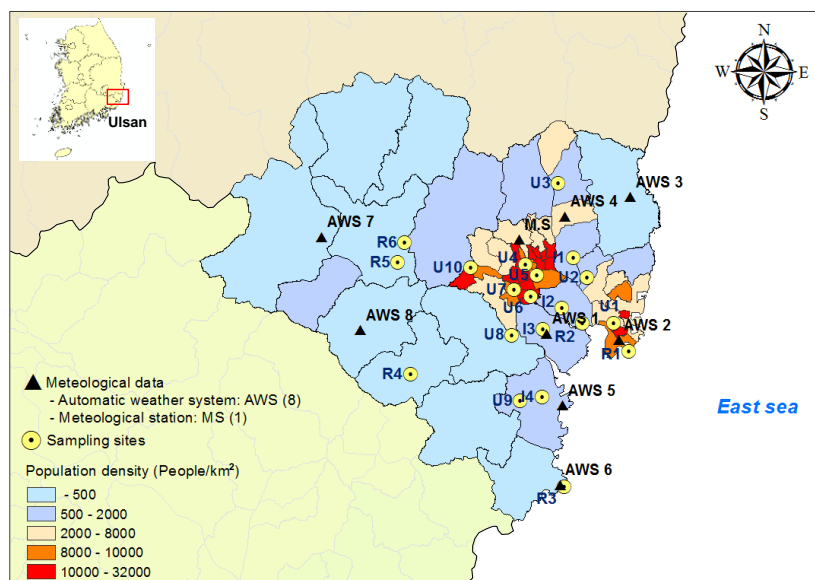 Ulsan
N
W E
S
AWS 3
U3
AWS 4
M.S
AWS 7
R6
R5
U4
I1
U10
U5
U2
U7
U6
I2
U1
AWS 1
AWS 2
AWS 8
I3
R2
U8
R1
R4
U9
I4
AWS 5
East sea
AWS 6
R3
Meteological data
- Automatic weather system: AWS (8)
- Meteological station: MS (1)
Sampling sites
Population density (People/km²)
- 500
500 - 2000
2000 - 8000
8000 - 10000
10000 - 32000